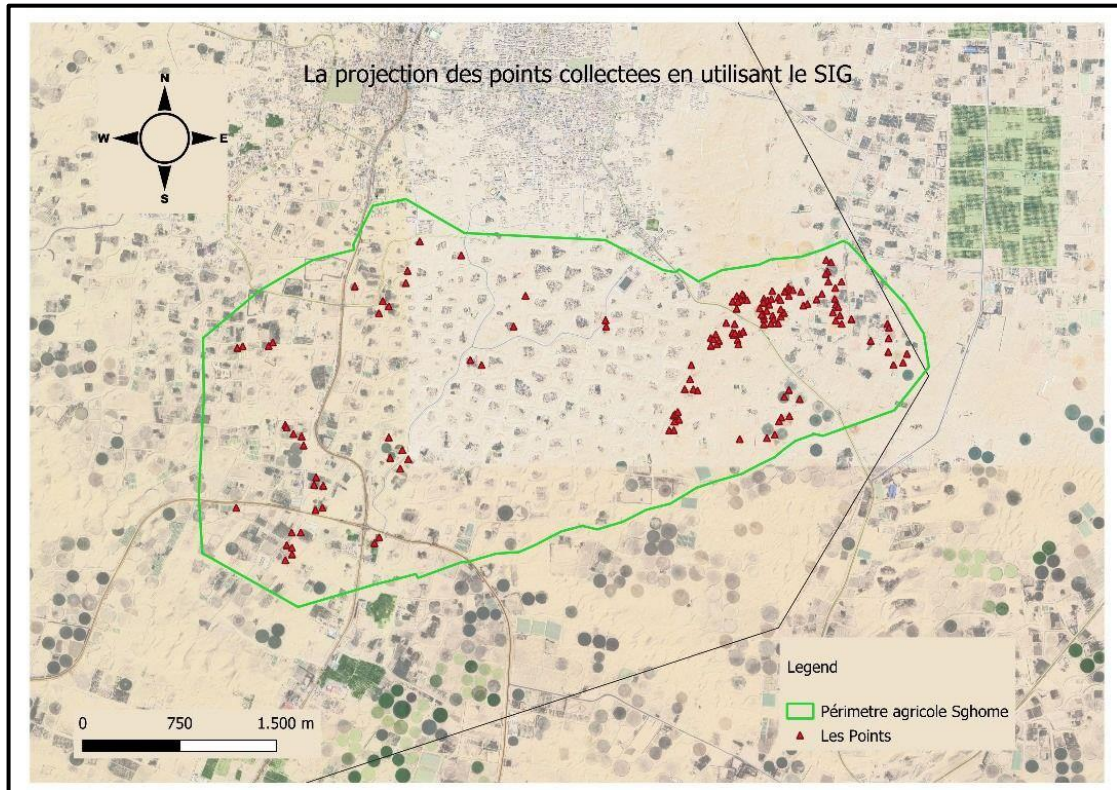 La projection des points collectees en utilisant le SIG
N
W E
S
Legend
Périmetre agricole Sghome
Les Points
0 750 1.500 m